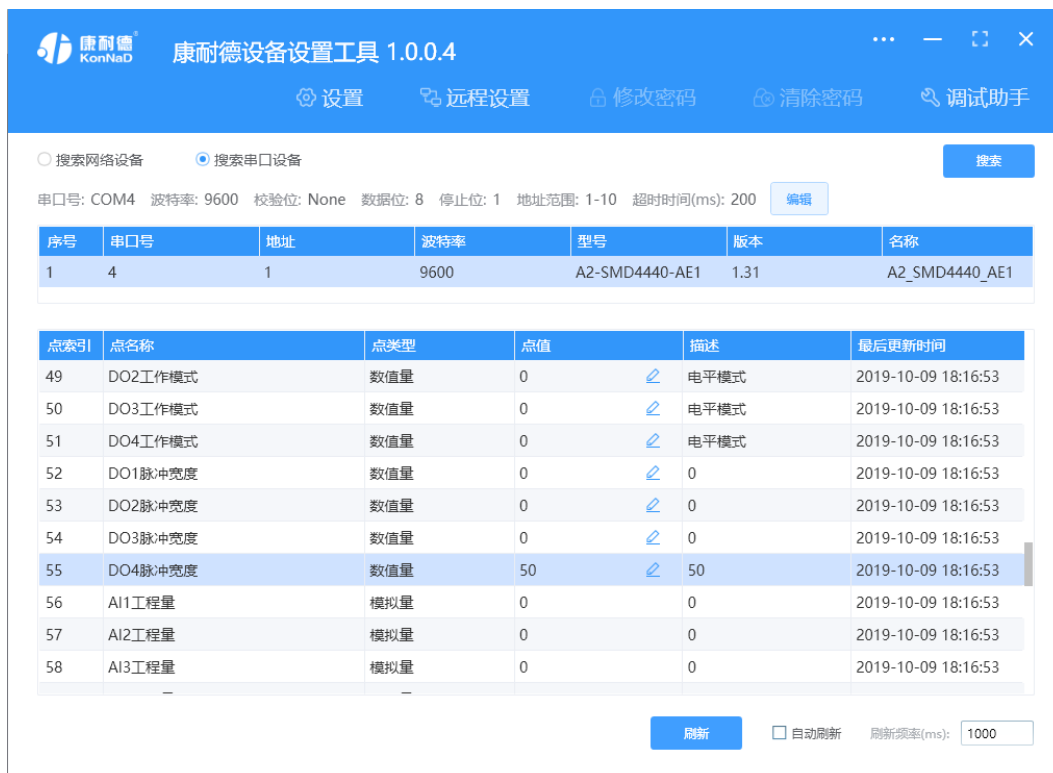 康耐德
KonNaD
康耐德设备设置工具 1.0.0.4
设置 远程设置 修改密码 清除密码 调试助手
搜索网络设备 搜索串口设备 搜索
串口号: COM4 波特率: 9600 校验位: None 数据位: 8 停止位: 1 地址范围: 1-10 超时时间(ms): 200 编辑
序号 串口号 地址 波特率 型号 版本 名称
1 4 1 9600 A2-SMD4440-AE1 1.31 A2_SMD4440_AE1
点索引 点名称 点类型 点值 描述 最后更新时间
49 DO2工作模式 数值量 0 电平模式 2019-10-09 18:16:53
50 DO3工作模式 数值量 0 电平模式 2019-10-09 18:16:53
51 DO4工作模式 数值量 0 电平模式 2019-10-09 18:16:53
52 DO1脉冲宽度 数值量 0 0 2019-10-09 18:16:53
53 DO2脉冲宽度 数值量 0 0 2019-10-09 18:16:53
54 DO3脉冲宽度 数值量 0 0 2019-10-09 18:16:53
55 DO4脉冲宽度 数值量 50 50 2019-10-09 18:16:53
56 AI1工程量 模拟量 0 0 2019-10-09 18:16:53
57 AI2工程量 模拟量 0 0 2019-10-09 18:16:53
58 AI3工程量 模拟量 0 0 2019-10-09 18:16:53
刷新 自动刷新 刷新频率(ms): 1000